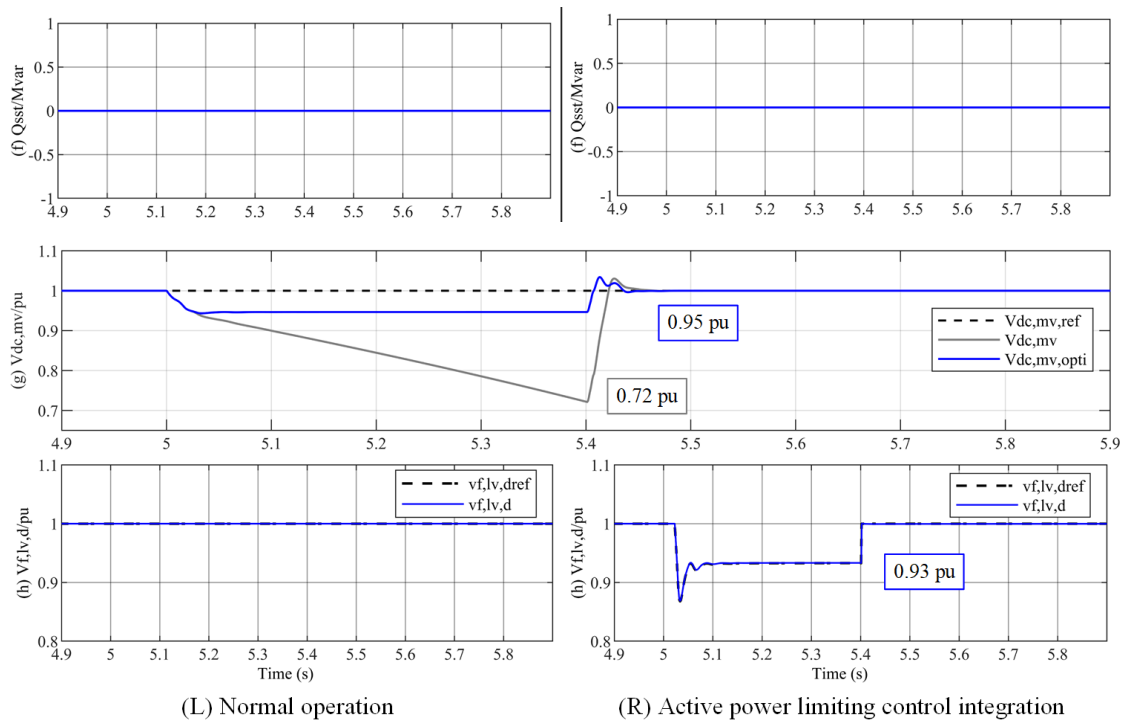 (f) Qsst/Mvar
1
0.5
0
-0.5
-1
4.9 5 5.1 5.2 5.3 5.4 5.5 5.6 5.7 5.8
(f) Qsst/Mvar
1
0.5
0
-0.5
-1
4.9 5 5.1 5.2 5.3 5.4 5.5 5.6 5.7 5.8
(g) Vdc,mv/pu
1.1
1
0.9
0.8
0.7
0.95 pu
0.72 pu
Vdc,mv,ref
Vdc,mv
Vdc,mv,opti
4.9 5 5.1 5.2 5.3 5.4 5.5 5.6 5.7 5.8 5.9
(h) Vf,lv,d/pu
1.1
1
0.9
0.8
vf,lv,dref
vf,lv,d
4.9 5 5.1 5.2 5.3 5.4 5.5 5.6 5.7 5.8
Time (s)
(h) Vf,lv,d/pu
1.1
1
0.9
0.8
vf,lv,dref
vf,lv,d
0.93 pu
4.9 5 5.1 5.2 5.3 5.4 5.5 5.6 5.7 5.8
Time (s)
(L) Normal operation
(R) Active power limiting control integration